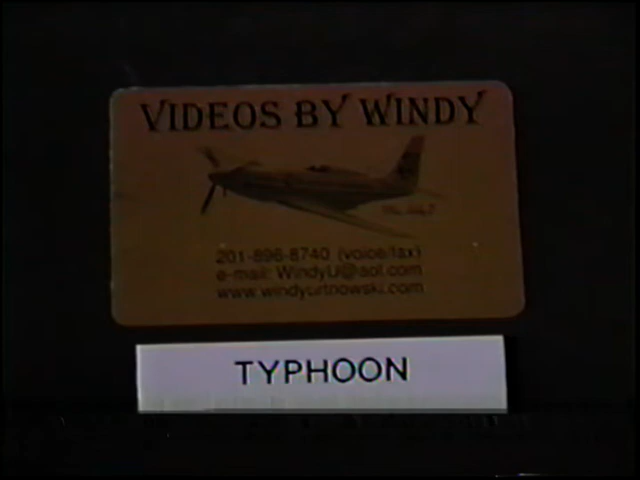 VIDEOS BY WINDY
201-896-8740 (voice/fax)
e-mail: WindyU@aol.com
www.windyurtnowski.com
TYPHOON